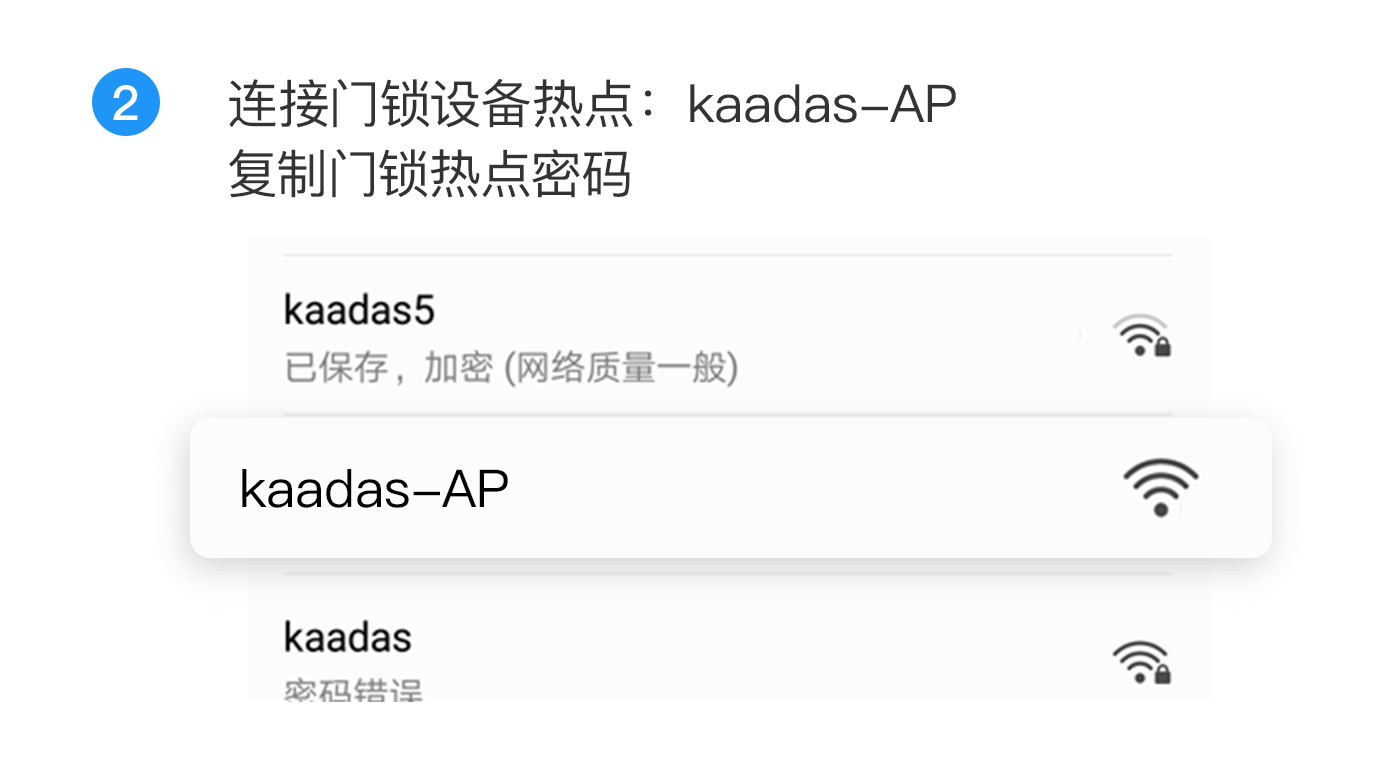 2
连接门锁设备热点：kaadas–AP
复制门锁热点密码
kaadas5
已保存，加密 (网络质量一般)
kaadas–AP
kaadas
密码错误